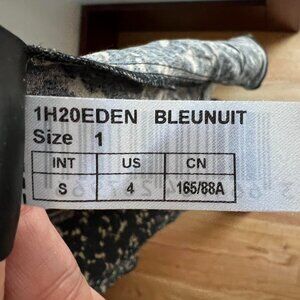 1H20EDEN BLEUNUIT
Size 1
INT US CN
S 4 165/88A